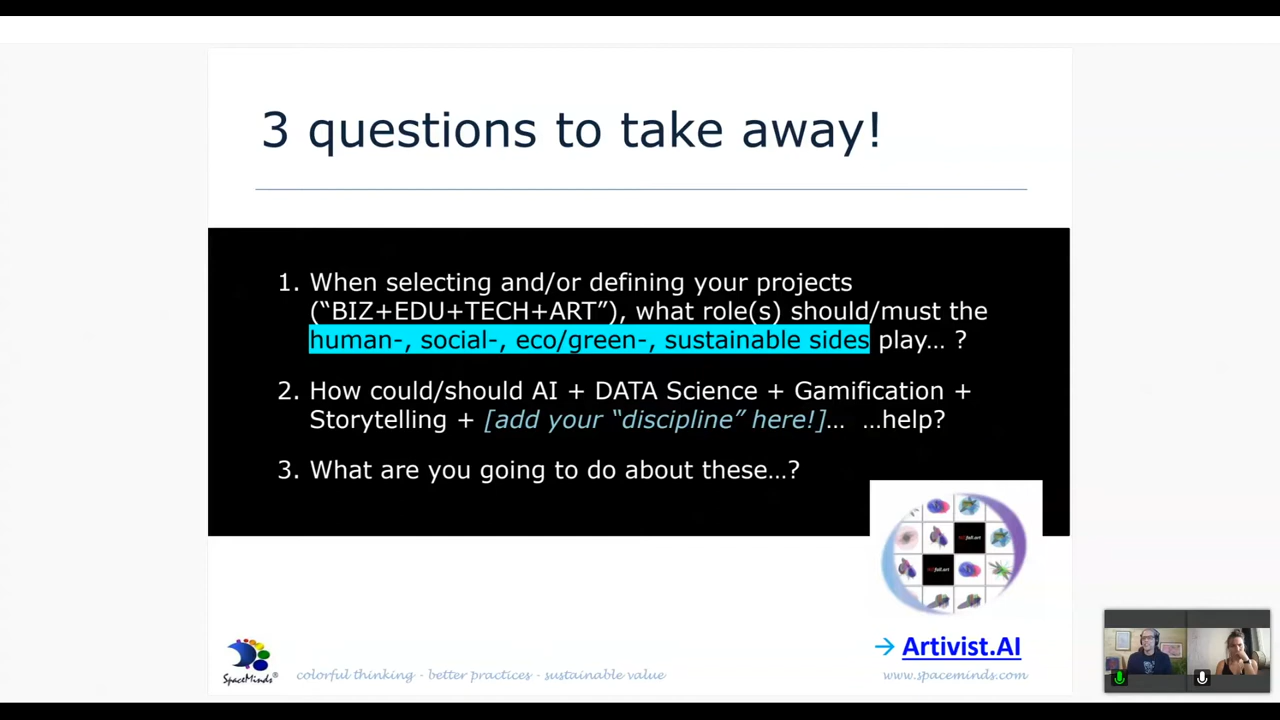 3 questions to take away!
1. When selecting and/or defining your projects
(“BIZ+EDU+TECH+ART”), what role(s) should/must the
human-, social-, eco/green-, sustainable sides play… ?
2. How could/should AI + DATA Science + Gamification +
Storytelling + [add your “discipline” here!]… …help?
3. What are you going to do about these…?
→ Artivist.AI
SpaceMinds®
colorful thinking - better practices - sustainable value
www.spaceminds.com